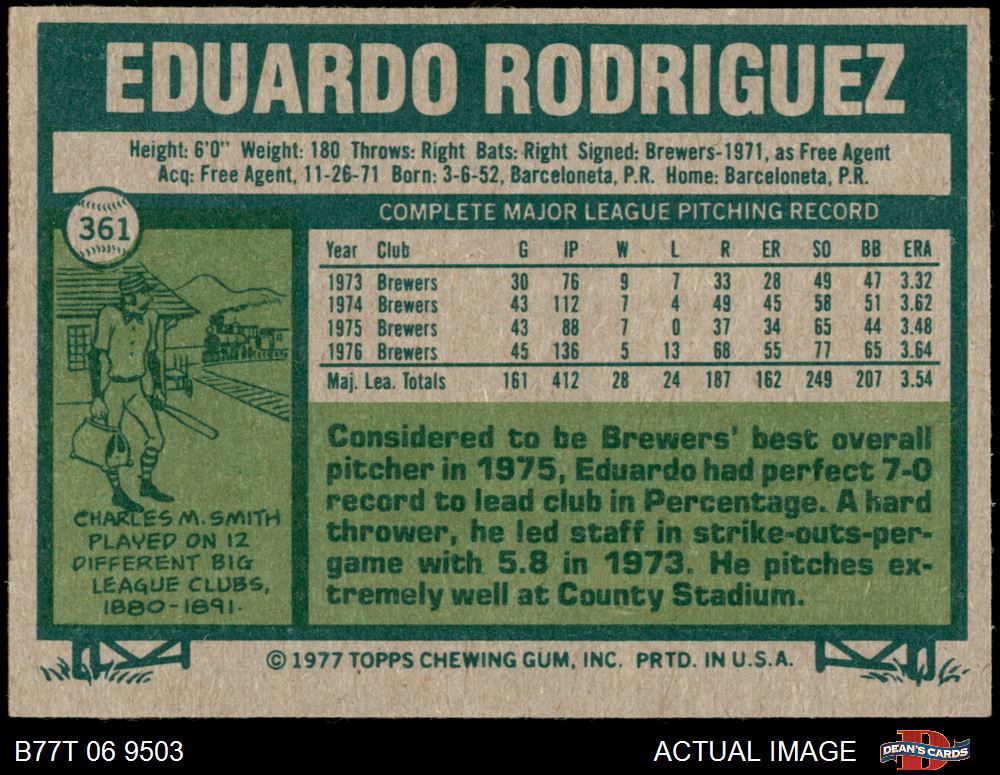 EDUARDO RODRIGUEZ
Height: 6'0" Weight: 180 Throws: Right Bats: Right Signed: Brewers-1971, as Free Agent
Acq: Free Agent, 11-26-71 Born: 3-6-52, Barceloneta, P.R. Home: Barceloneta, P.R.
361
COMPLETE MAJOR LEAGUE PITCHING RECORD
Year Club G IP W L R ER SO BB ERA
1973 Brewers 30 76 9 7 33 28 49 47 3.32
1974 Brewers 43 112 7 4 49 45 58 51 3.62
1975 Brewers 43 88 7 0 37 34 65 44 3.48
1976 Brewers 45 136 5 13 68 55 77 65 3.64
Maj. Lea. Totals 161 412 28 24 187 162 249 207 3.54
CHARLES M. SMITH
PLAYED ON 12
DIFFERENT BIG
LEAGUE CLUBS,
1880-1891.
Considered to be Brewers' best overall
pitcher in 1975, Eduardo had perfect 7-0
record to lead club in Percentage. A hard
thrower, he led staff in strike-outs-per-
game with 5.8 in 1973. He pitches ex-
tremely well at County Stadium.
© 1977 TOPPS CHEWING GUM, INC. PRTD. IN U.S.A.
B77T 06 9503
ACTUAL IMAGE
D
DEAN'S CARDS